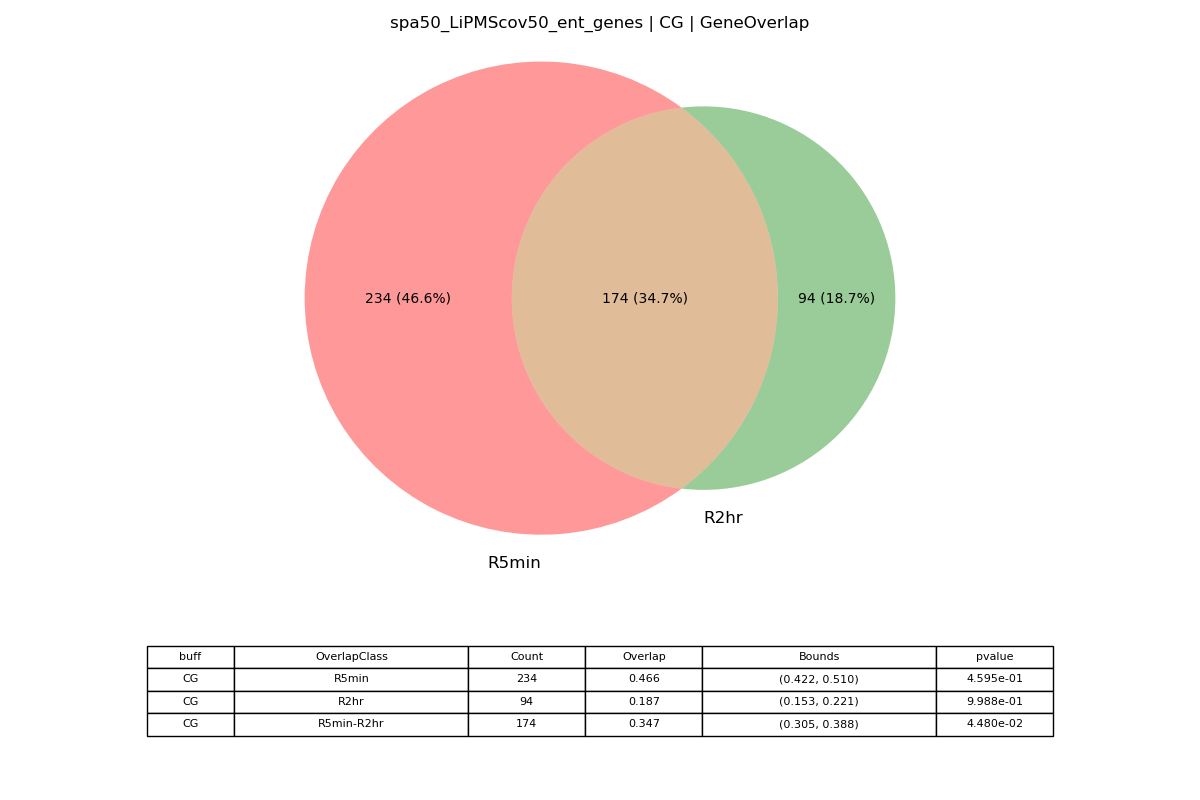 spa50_LiPMScov50_ent_genes | CG | GeneOverlap
234 (46.6%) 174 (34.7%) 94 (18.7%)
R2hr
R5min
buff OverlapClass Count Overlap Bounds pvalue
CG R5min 234 0.466 (0.422, 0.510) 4.595e-01
CG R2hr 94 0.187 (0.153, 0.221) 9.988e-01
CG R5min-R2hr 174 0.347 (0.305, 0.388) 4.480e-02